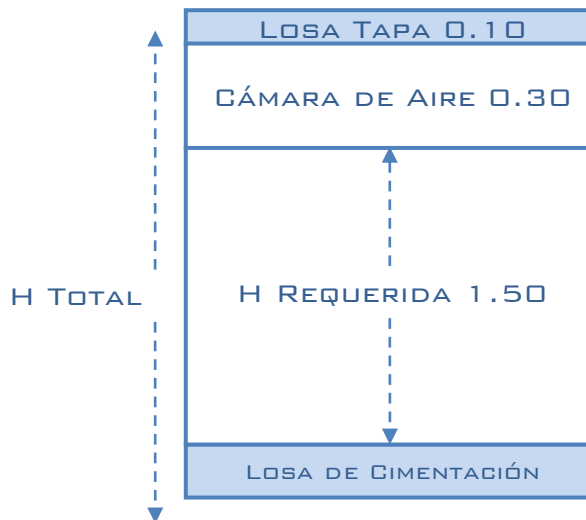 Losa Tapa 0.10
Cámara de Aire 0.30
H Total
H Requerida 1.50
Losa de Cimentación